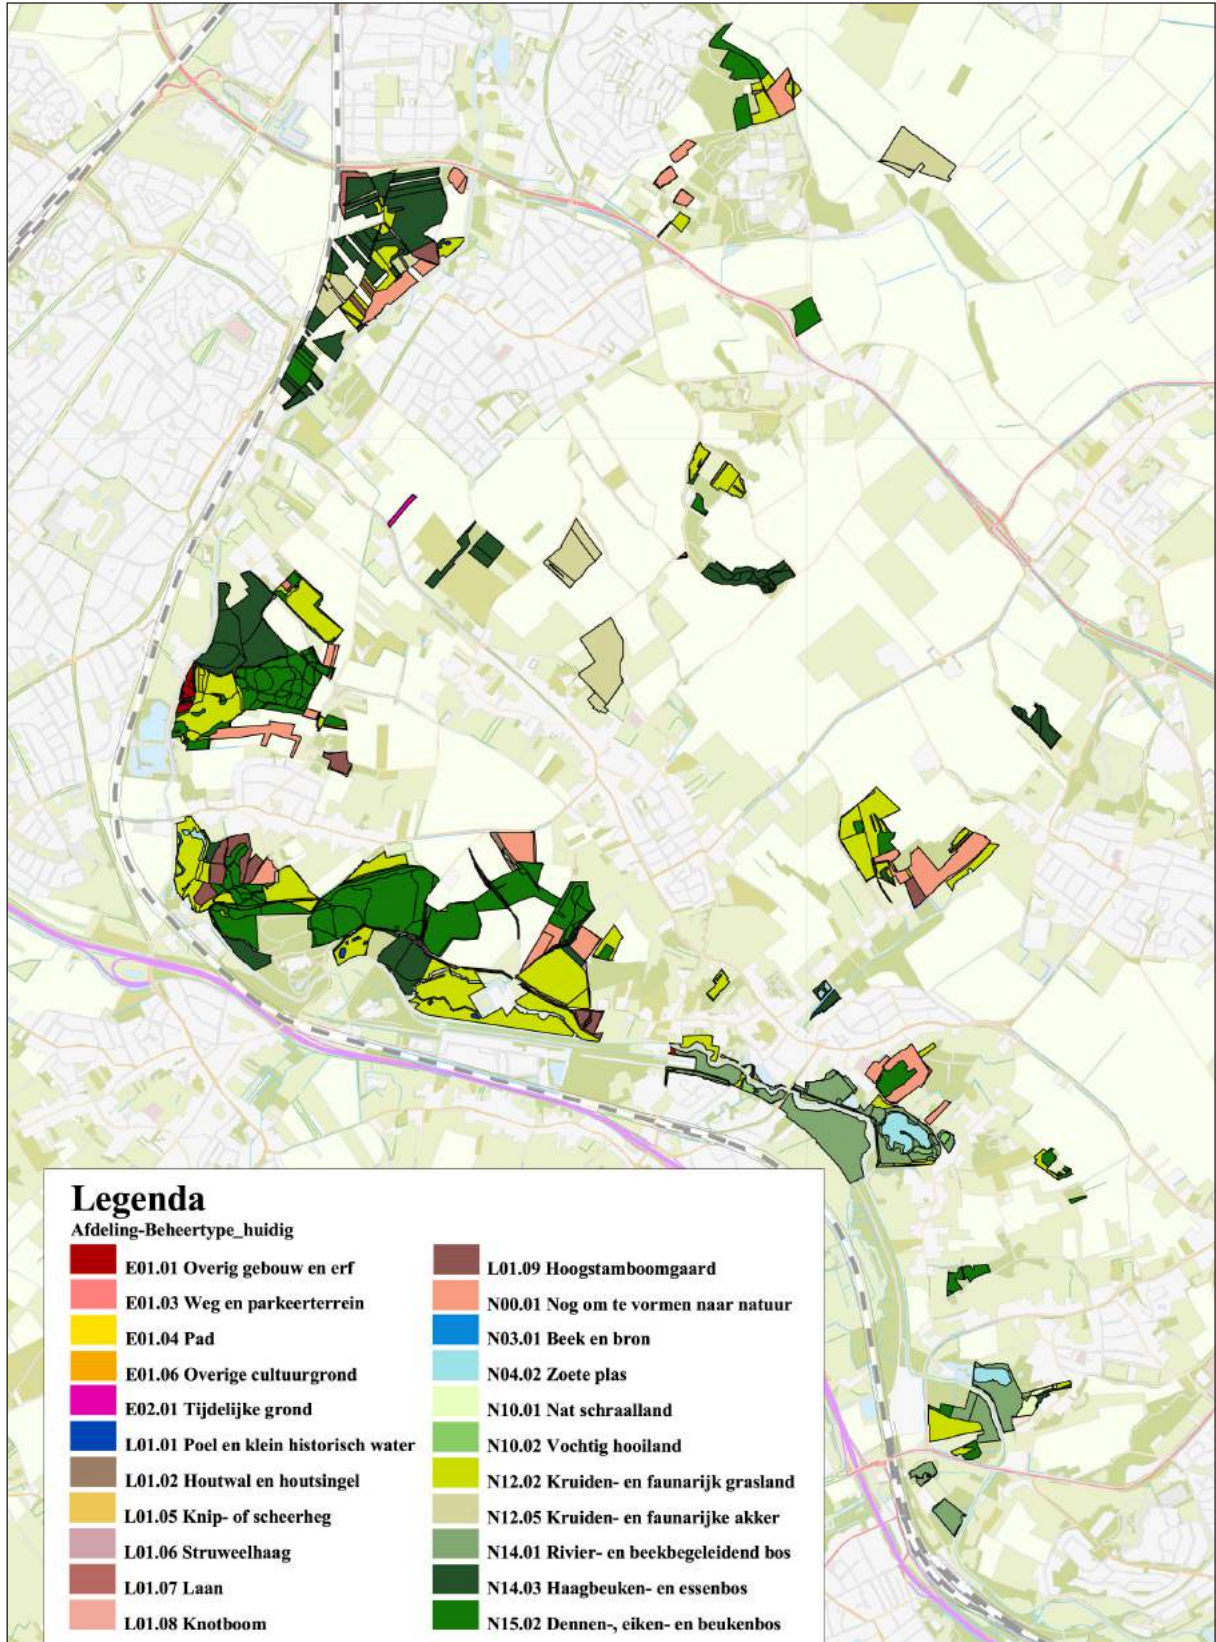 Legenda
Afdeling-Beheertype_huidig
E01.01 Overig gebouw en erf
E01.03 Weg en parkeerterrein
E01.04 Pad
E01.06 Overige cultuurgrond
E02.01 Tijdelijke grond
L01.01 Poel en klein historisch water
L01.02 Houtwal en houtsingel
L01.05 Knip- of scheerheg
L01.06 Struweelhaag
L01.07 Laan
L01.08 Knotboom
L01.09 Hoogstamboomgaard
N00.01 Nog om te vormen naar natuur
N03.01 Beek en bron
N04.02 Zoete plas
N10.01 Nat schraalland
N10.02 Vochtig hooiland
N12.02 Kruiden- en faunarijk grasland
N12.05 Kruiden- en faunarijke akker
N14.01 Rivier- en beekbegeleidend bos
N14.03 Haagbeuken- en essenbos
N15.02 Dennen-, eiken- en beukenbos